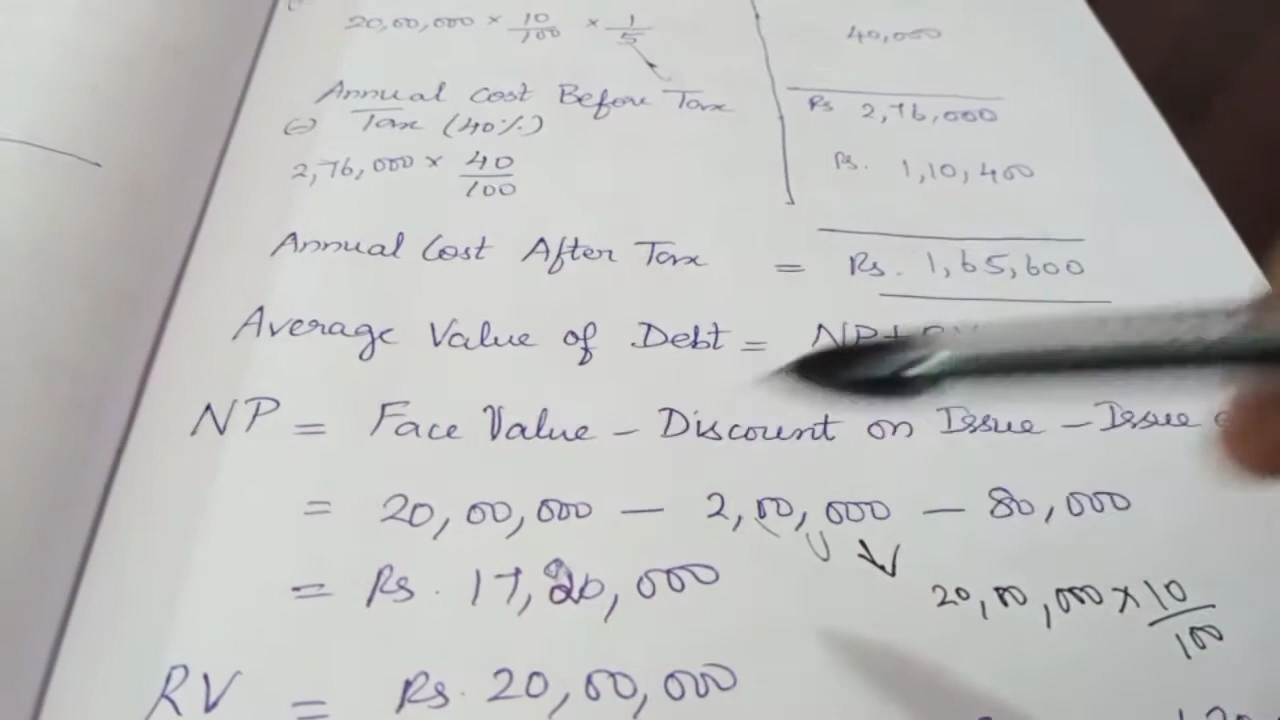 20,00,000 × 10/100 × 1/5 40,000
Annual Cost Before Tax Rs 2,76,000
(-) Tax (40%)
2,76,000 × 40/100 Rs. 1,10,400
Annual Cost After Tax = Rs. 1,65,600
Average Value of Debt = NP+
NP = Face Value - Discount on Issue - Issue
= 20,00,000 - 2,00,000 - 80,000
= Rs. 17,20,000
20,00,000 × 10/100
RV = Rs. 20,00,000